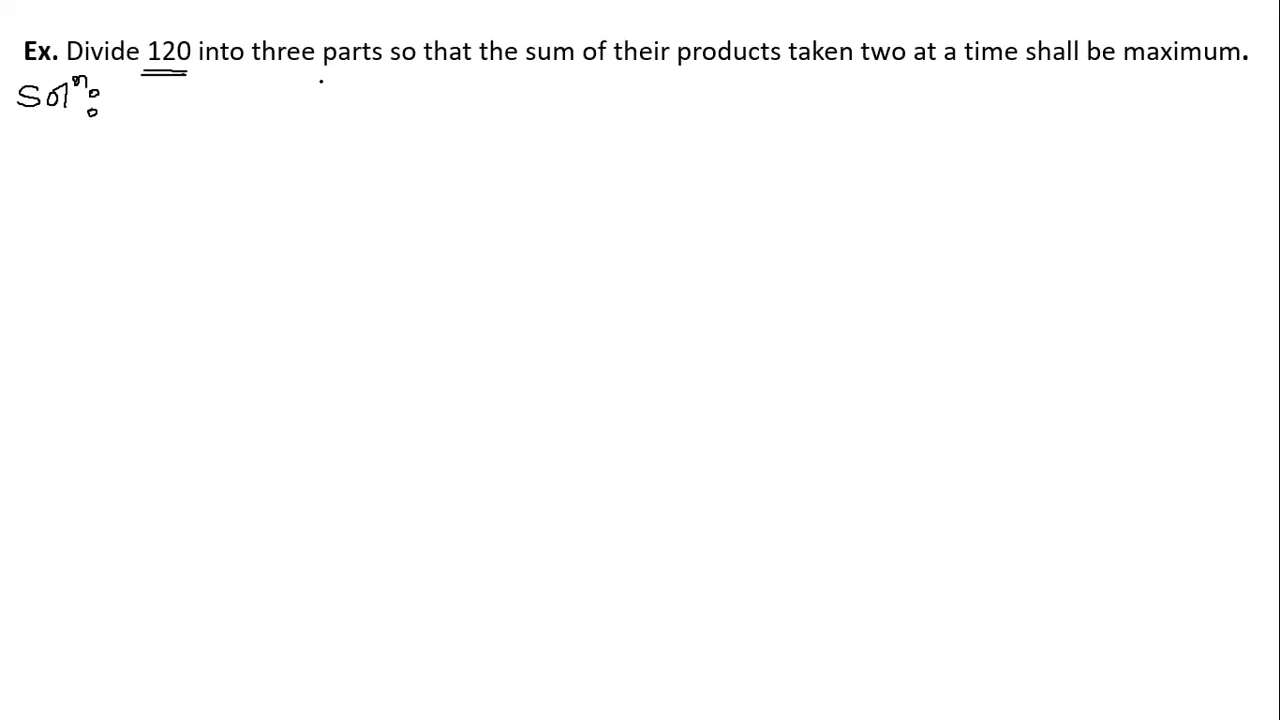 Ex. Divide 120 into three parts so that the sum of their products taken two at a time shall be maximum.
Solⁿ: